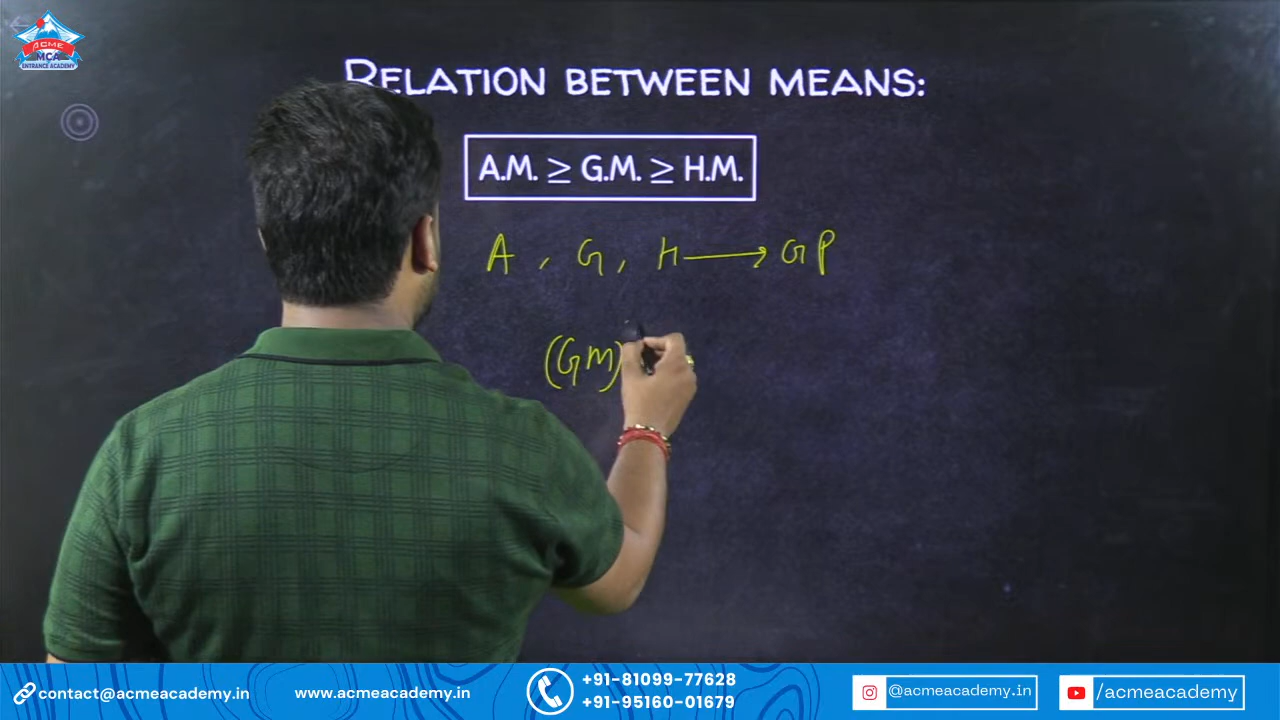 ACME
MCA
ENTRANCE ACADEMY
RELATION BETWEEN MEANS:
A.M. ≥ G.M. ≥ H.M.
A , G , H ⟶ GP
(GM)
contact@acmeacademy.in
www.acmeacademy.in
+91-81099-77628
+91-95160-01679
@acmeacademy.in
/acmeacademy